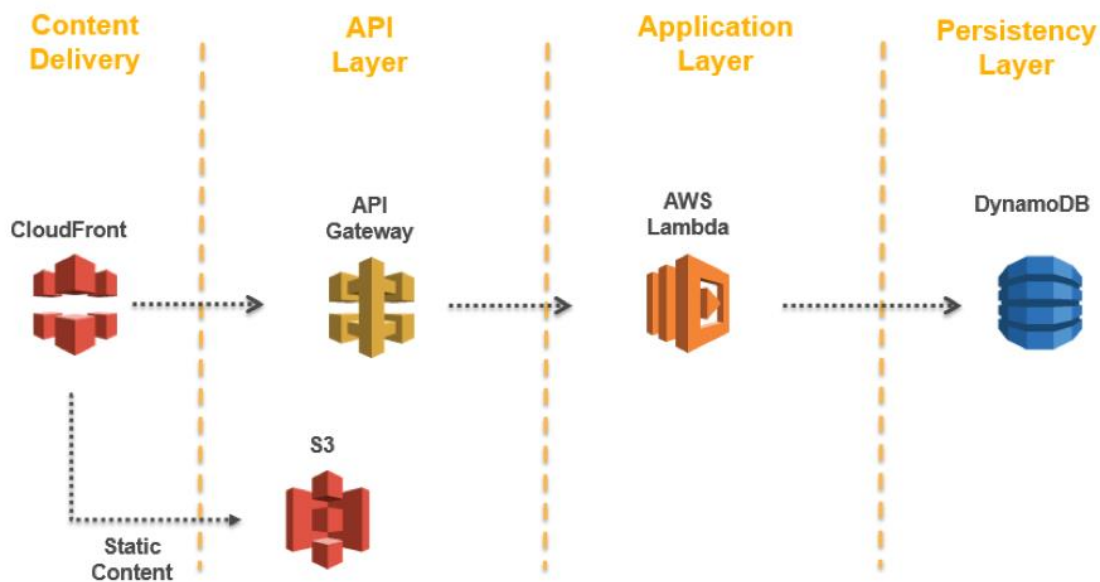 Content
Delivery
API
Layer
Application
Layer
Persistency
Layer
CloudFront
API
Gateway
AWS
Lambda
DynamoDB
S3
Static
Content